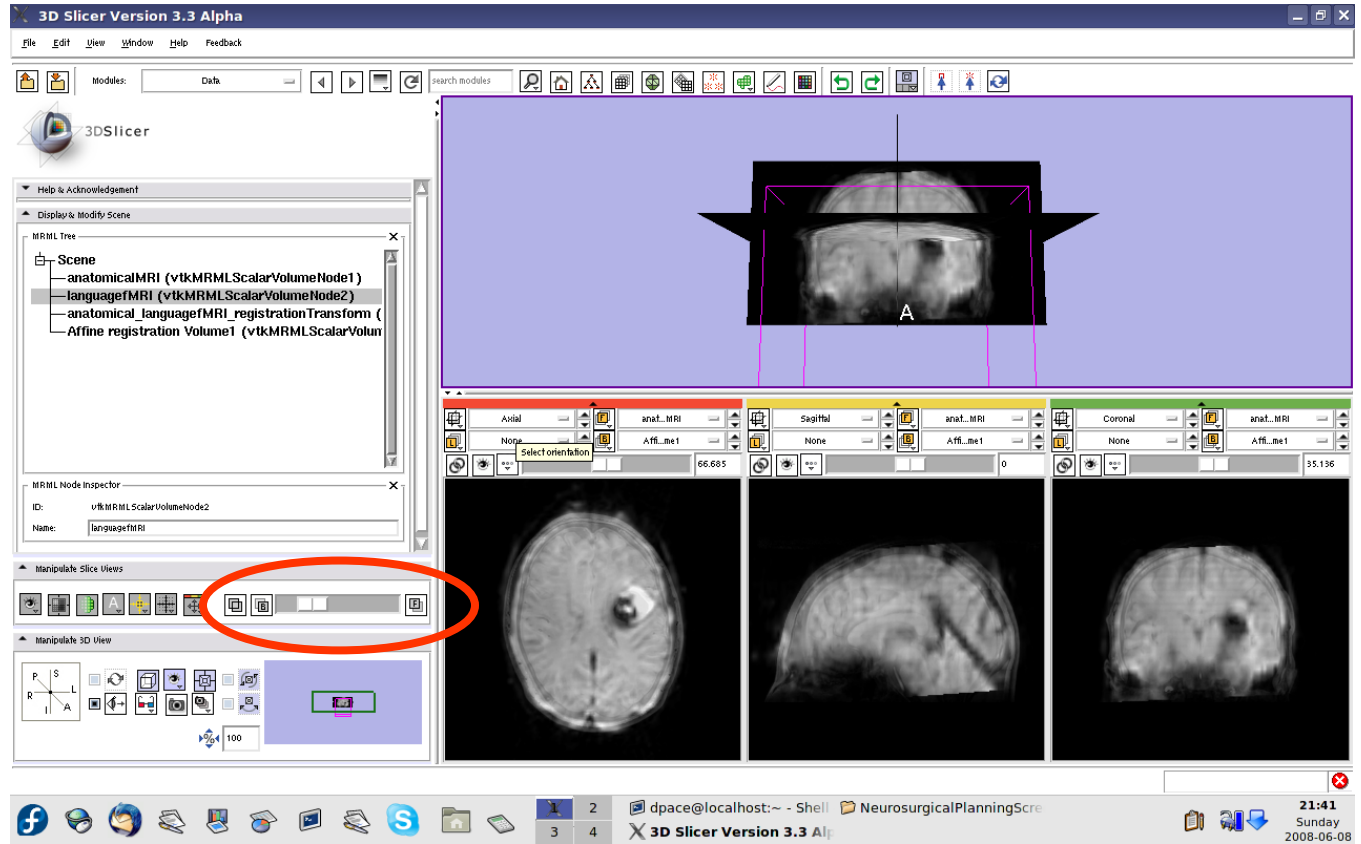 3D Slicer Version 3.3 Alpha
File Edit View Window Help Feedback
Modules: Data search modules
3DSlicer
Help & Acknowledgement
Display & Modify Scene
MRML Tree
Scene
anatomicalMRI (vtkMRMLScalarVolumeNode1)
languagefMRI (vtkMRMLScalarVolumeNode2)
anatomical_languagefMRI_registrationTransform (
Affine registration Volume1 (vtkMRMLScalarVolum
MRML Node Inspector
ID: vtkMRMLScalarVolumeNode2
Name: languagefMRI
Manipulate Slice Views
A B F
Manipulate 3D View
P S
R L
I A
% 100
A
Axial F anat...MRI
L None B Affi...me1
Select orientation
66.685
Sagittal F anat...MRI
L None B Affi...me1
0
Coronal F anat...MRI
L None B Affi...me1
35.136
1 2
3 4
dpace@localhost:~ - Shell
NeurosurgicalPlanningScre
3D Slicer Version 3.3 Alp
21:41
Sunday
2008-06-08